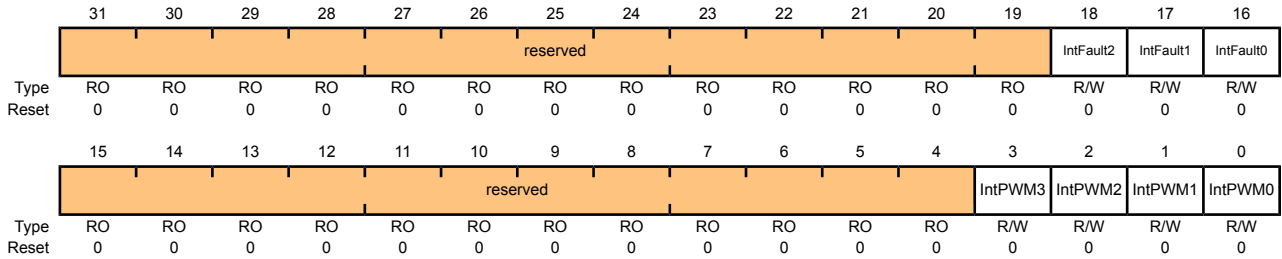 31 30 29 28 27 26 25 24 23 22 21 20 19 18 17 16
reserved IntFault2 IntFault1 IntFault0
Type RO RO RO RO RO RO RO RO RO RO RO RO RO R/W R/W R/W
Reset 0 0 0 0 0 0 0 0 0 0 0 0 0 0 0 0
15 14 13 12 11 10 9 8 7 6 5 4 3 2 1 0
reserved IntPWM3 IntPWM2 IntPWM1 IntPWM0
Type RO RO RO RO RO RO RO RO RO RO RO RO R/W R/W R/W R/W
Reset 0 0 0 0 0 0 0 0 0 0 0 0 0 0 0 0